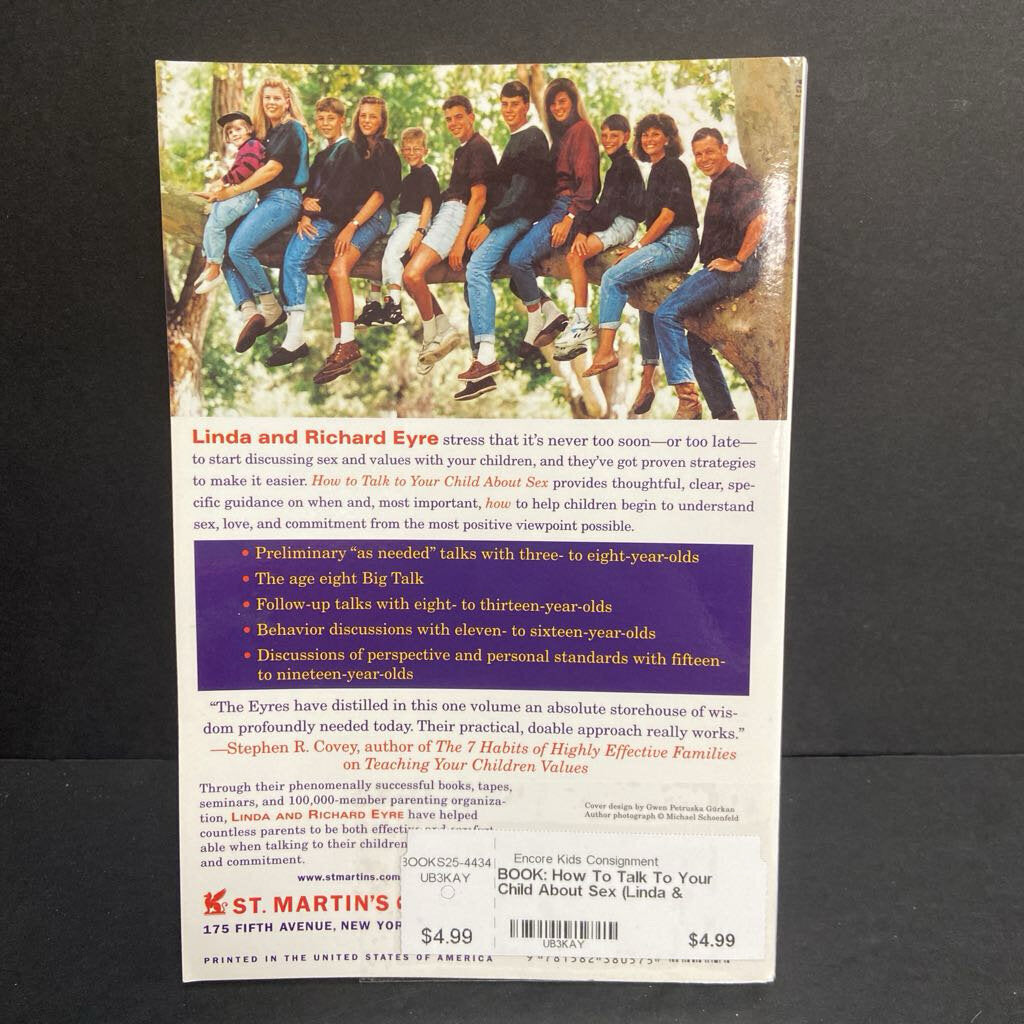 Linda and Richard Eyre stress that it's never too soon—or too late—
to start discussing sex and values with your children, and they've got proven strategies
to make it easier. How to Talk to Your Child About Sex provides thoughtful, clear, spe-
cific guidance on when and, most important, how to help children begin to understand
sex, love, and commitment from the most positive viewpoint possible.
• Preliminary “as needed” talks with three- to eight-year-olds
• The age eight Big Talk
• Follow-up talks with eight- to thirteen-year-olds
• Behavior discussions with eleven- to sixteen-year-olds
• Discussions of perspective and personal standards with fifteen-
to nineteen-year-olds
“The Eyres have distilled in this one volume an absolute storehouse of wis-
dom profoundly needed today. Their practical, doable approach really works.”
—Stephen R. Covey, author of The 7 Habits of Highly Effective Families
on Teaching Your Children Values
Through their phenomenally successful books, tapes,
seminars, and 100,000-member parenting organiza-
tion, LINDA AND RICHARD EYRE have helped
countless parents to be both
able when talking to their children
and commitment.
Cover design by Gwen Petruska Gürkan
Author photograph © Michael Schoenfeld
www.stmartins.com
ST. MARTIN'S
175 FIFTH AVENUE, NEW YOR
PRINTED IN THE UNITED STATES OF AMERICA
BOOKS25-4434
UB3KAY
$4.99
Encore Kids Consignment
BOOK: How To Talk To Your
Child About Sex (Linda &
UB3KAY
$4.99